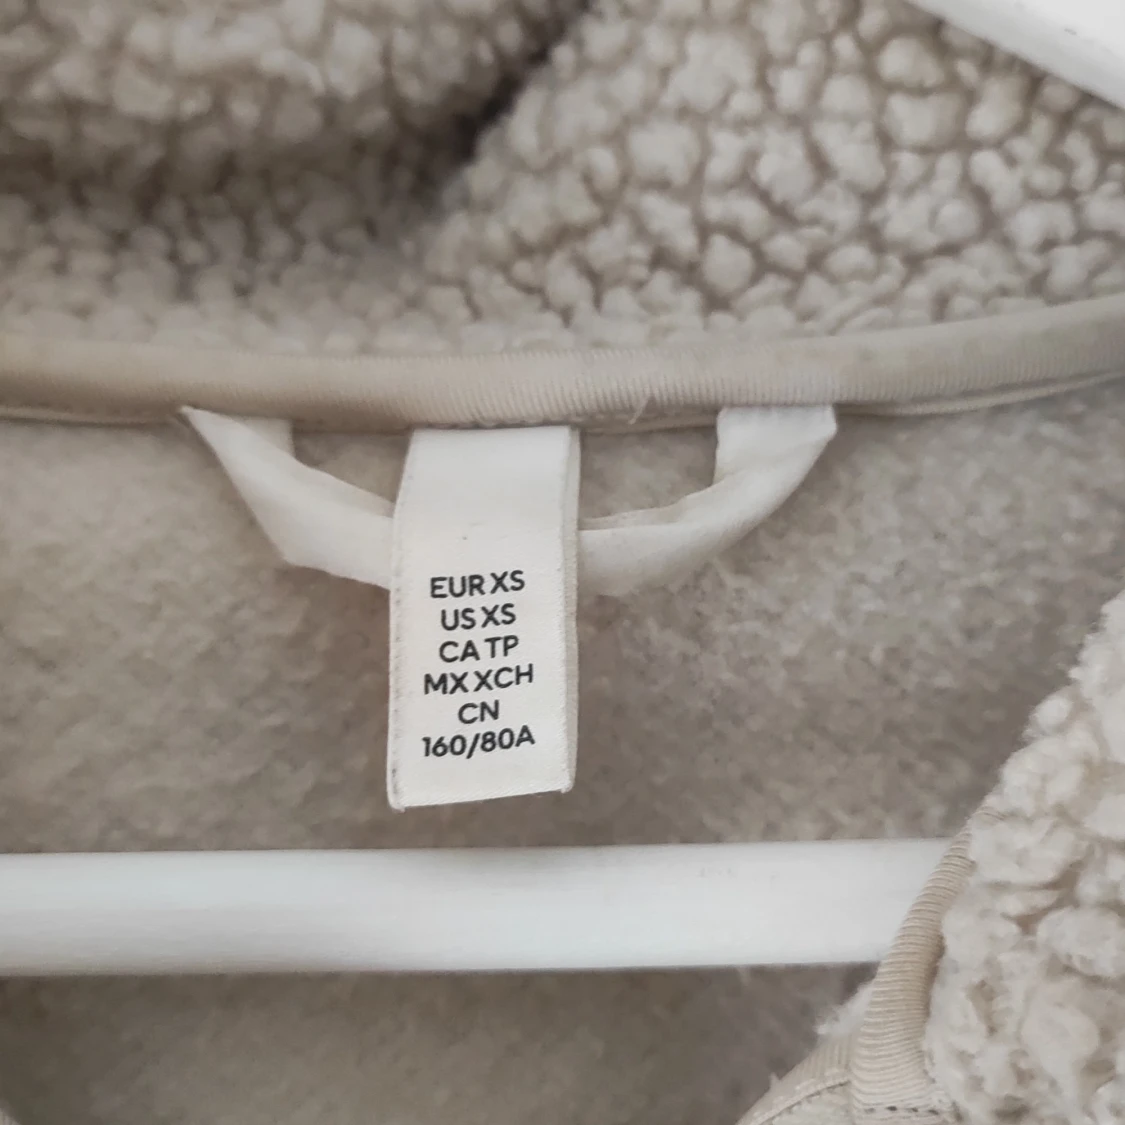 EUR XS
US XS
CA TP
MX XCH
CN
160/80A